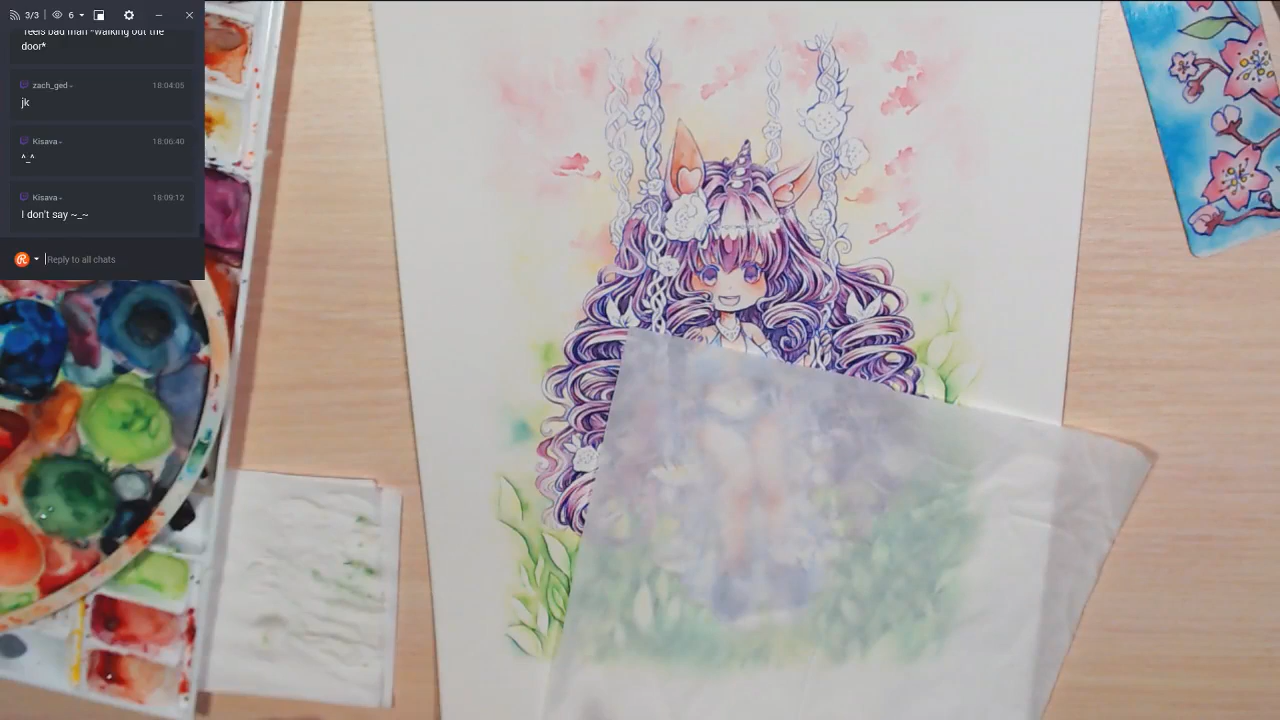 3/3 6
feels bad man *walking out the
door*
zach_ged 18:04:05
jk
Kisava 18:06:40
^_^
Kisava 18:09:12
I don't say ~_~
Reply to all chats